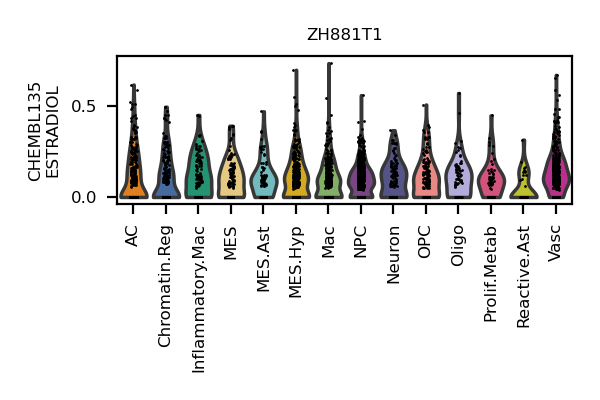 ZH881T1
CHEMBL135
ESTRADIOL
0.5
0.0
AC
Chromatin.Reg
Inflammatory.Mac
MES
MES.Ast
MES.Hyp
Mac
NPC
Neuron
OPC
Oligo
Prolif.Metab
Reactive.Ast
Vasc